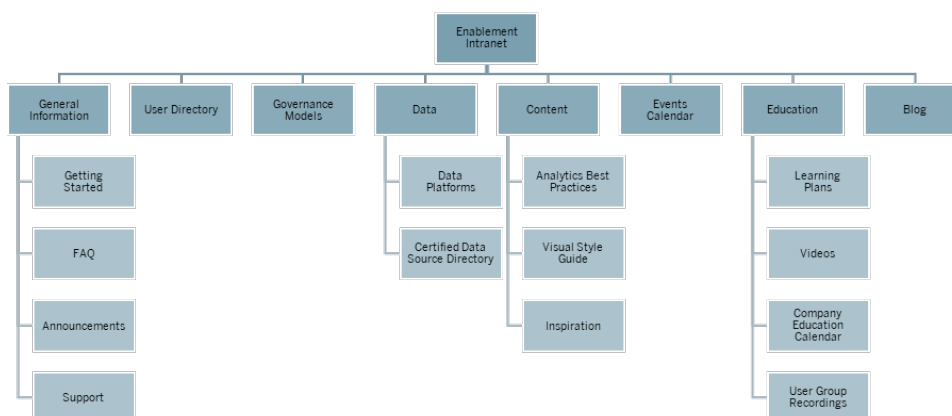 Enablement
Intranet
General
Information
User Directory
Governance
Models
Data
Content
Events
Calendar
Education
Blog
Getting
Started
FAQ
Announcements
Support
Data
Platforms
Certified Data
Source Directory
Analytics Best
Practices
Visual Style
Guide
Inspiration
Learning
Plans
Videos
Company
Education
Calendar
User Group
Recordings